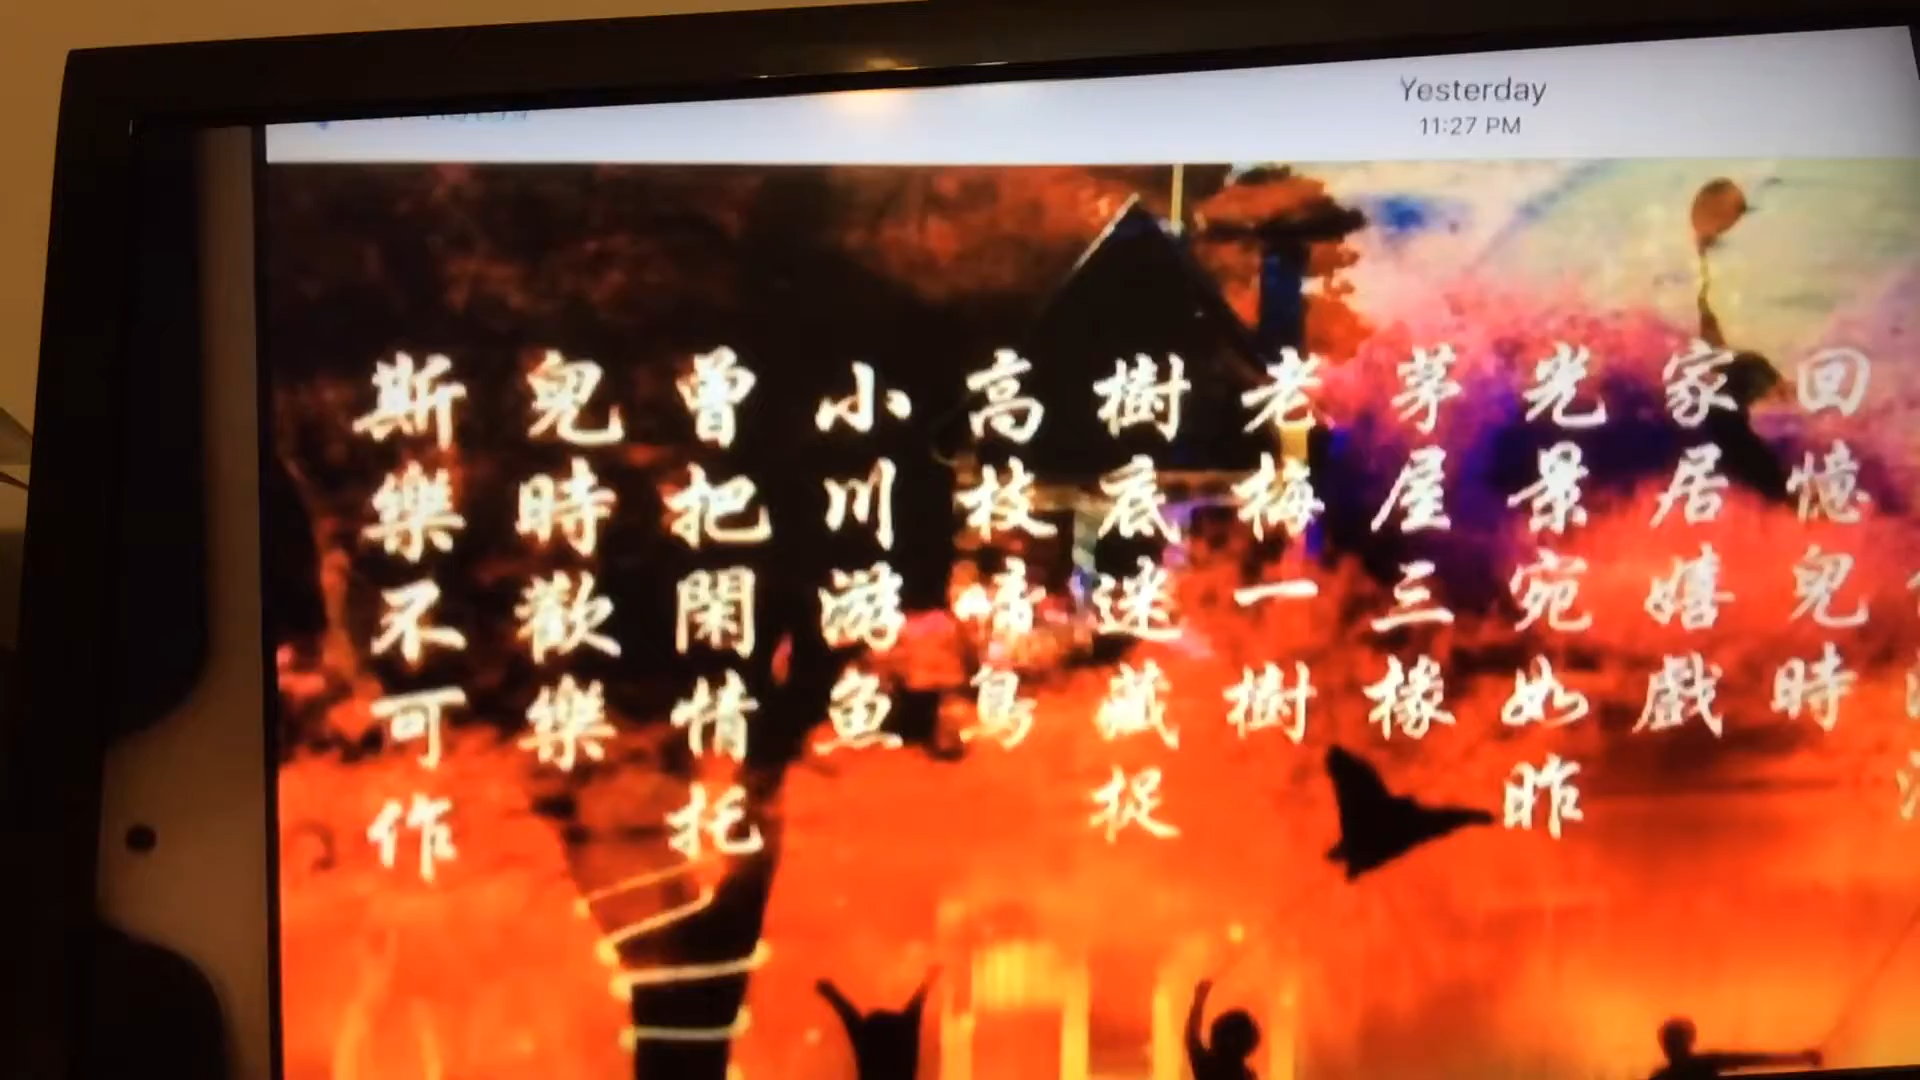 Yesterday
11:27 PM
回憶兒時
家居嬉戲
光景宛如昨
茅屋三椽
老梅一樹
樹底迷藏捉
高枝啼鳥
小川游魚
曾把閑情托
兒時歡樂
斯樂不可作